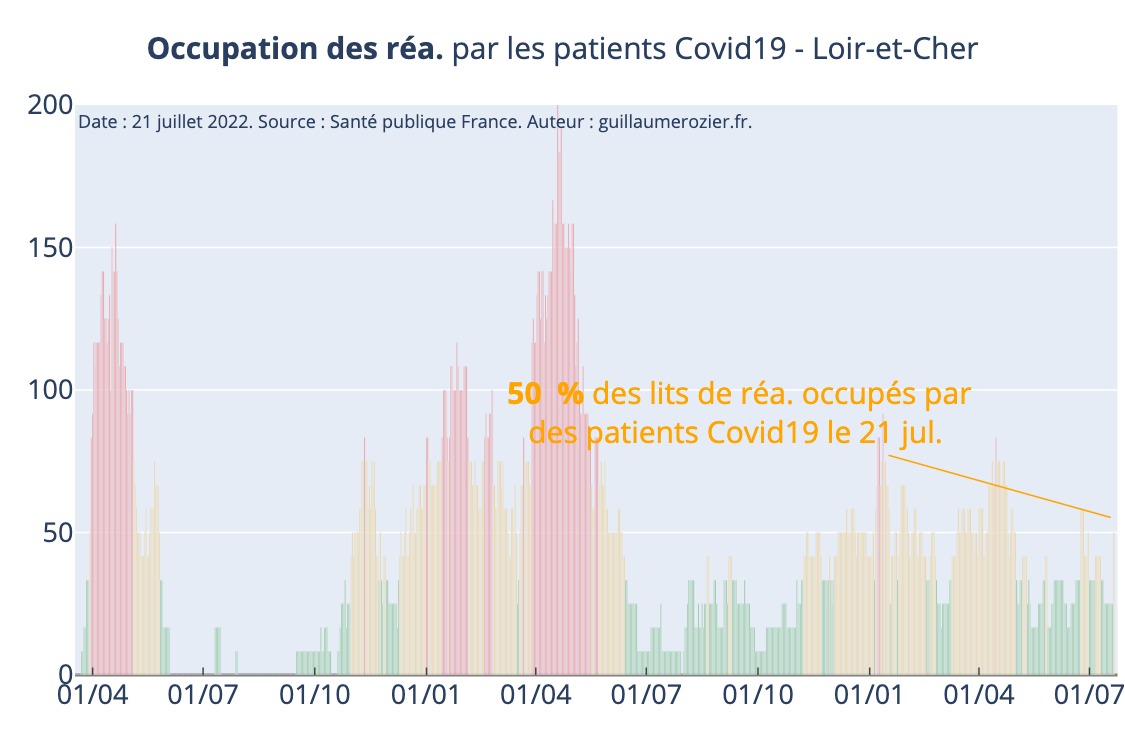 Occupation des réa. par les patients Covid19 - Loir-et-Cher
200
Date : 21 juillet 2022. Source : Santé publique France. Auteur : guillaumerozier.fr.
150
100
50 % des lits de réa. occupés par
des patients Covid19 le 21 jul.
50
0
01/04 01/07 01/10 01/01 01/04 01/07 01/10 01/01 01/04 01/07